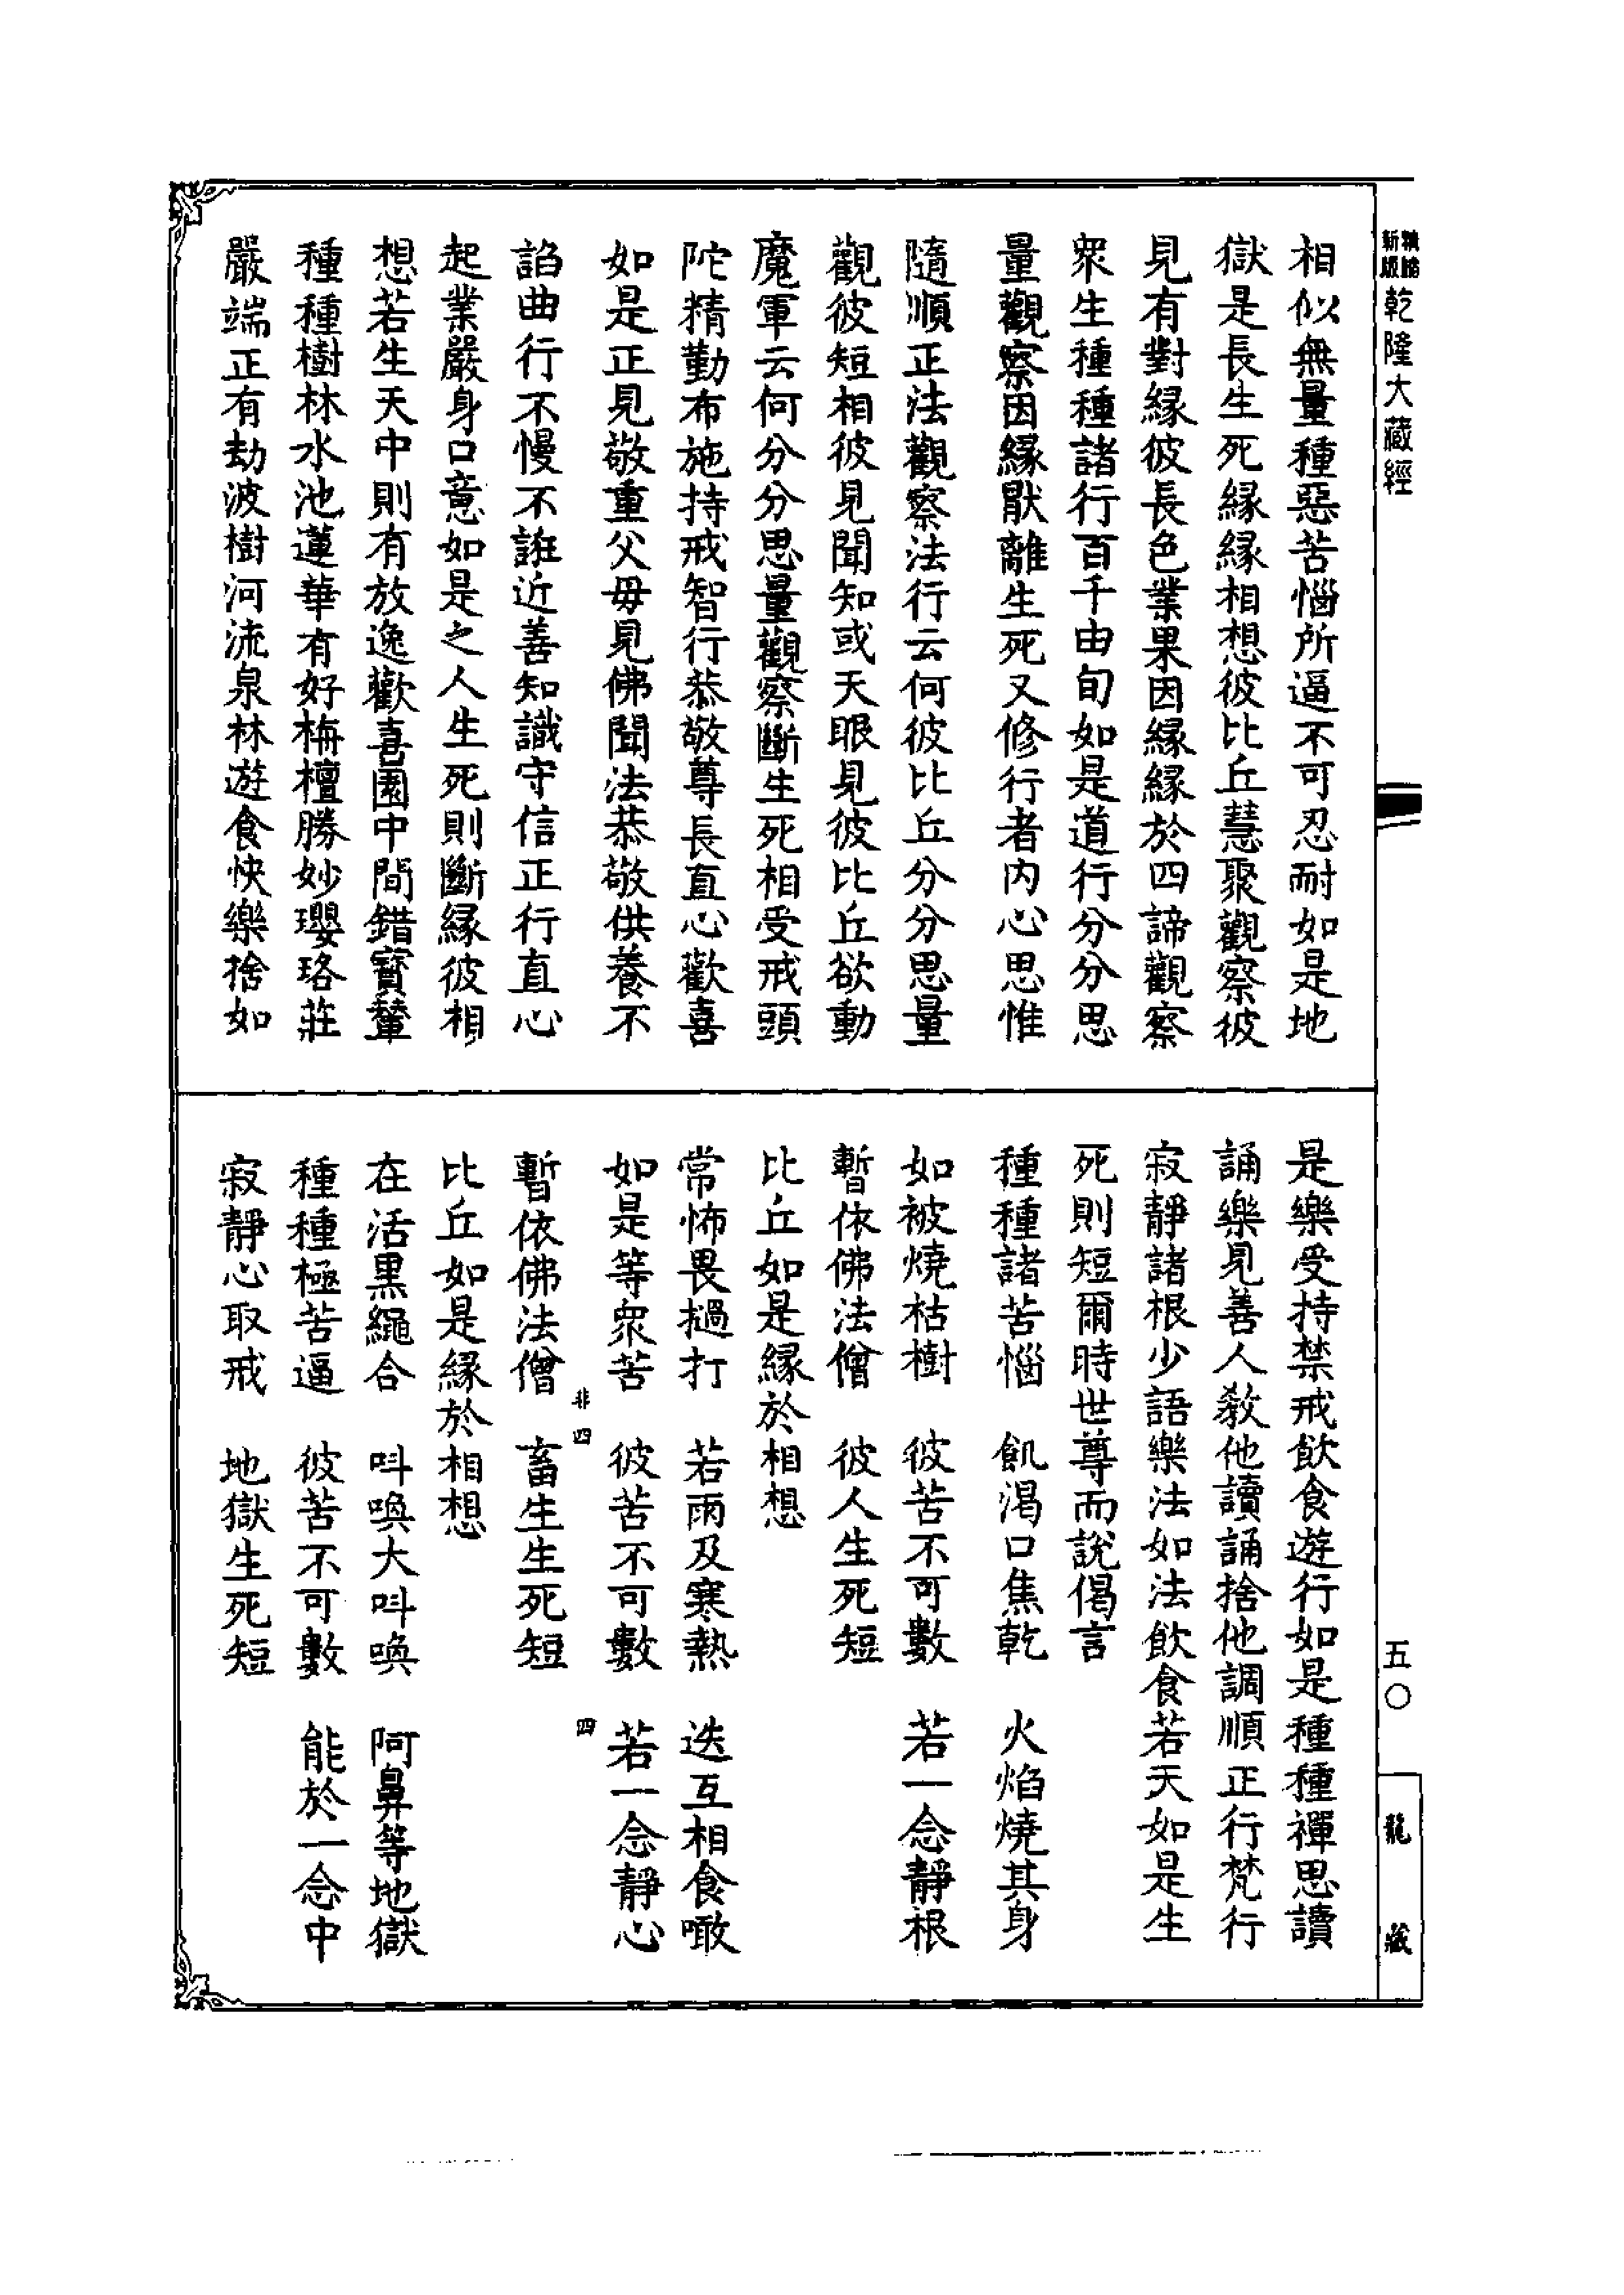 乾隆大藏經
相似無量種惡苦惱所逼不可忍耐如是地
獄是長生死緣緣相想彼比丘慧聚觀察彼
見有對緣彼長色業果因緣緣於四諦觀察
眾生種種諸行百千由旬如是道行分分思
量觀察因緣猒離生死又修行者內心思惟
隨順正法觀察法行云何彼比丘分分思量
觀彼短相彼見聞知或天眼見彼比丘欲動
魔軍云何分分思量觀察斷生死相受戒頭
陀精勤布施持戒智行恭敬尊長直心歡喜
如是正見敬重父母見佛聞法恭敬供養不
諂曲行不慢不誑近善知識守信正行直心
起業嚴身口意如是之人生死則斷緣彼相
想若生天中則有放逸歡喜園中間錯寶輦
種種樹林水池蓮華有好栴檀勝妙瓔珞莊
嚴端正有劫波樹河流泉林遊食快樂捨如
是樂受持禁戒飲食遊行如是種種禪思讀
誦樂見善人教他讀誦捨他調順正行梵行
寂靜諸根少語樂法如法飲食若天如是生
死則短爾時世尊而說偈言
種種諸苦惱　飢渴口焦乾　火焰燒其身
如被燒枯樹　彼苦不可數　若一念靜根
暫依佛法僧　彼人生死短
比丘如是緣於相想
常怖畏撾打　若雨及寒熱　迭互相食噉
如是等眾苦　彼苦不可數　若一念靜心
非四　四
暫依佛法僧　畜生生死短
比丘如是緣於相想
在活黑繩合　叫喚大叫喚　阿鼻等地獄
種種極苦逼　彼苦不可數　能於一念中
寂靜心取戒　地獄生死短
五〇
龍藏